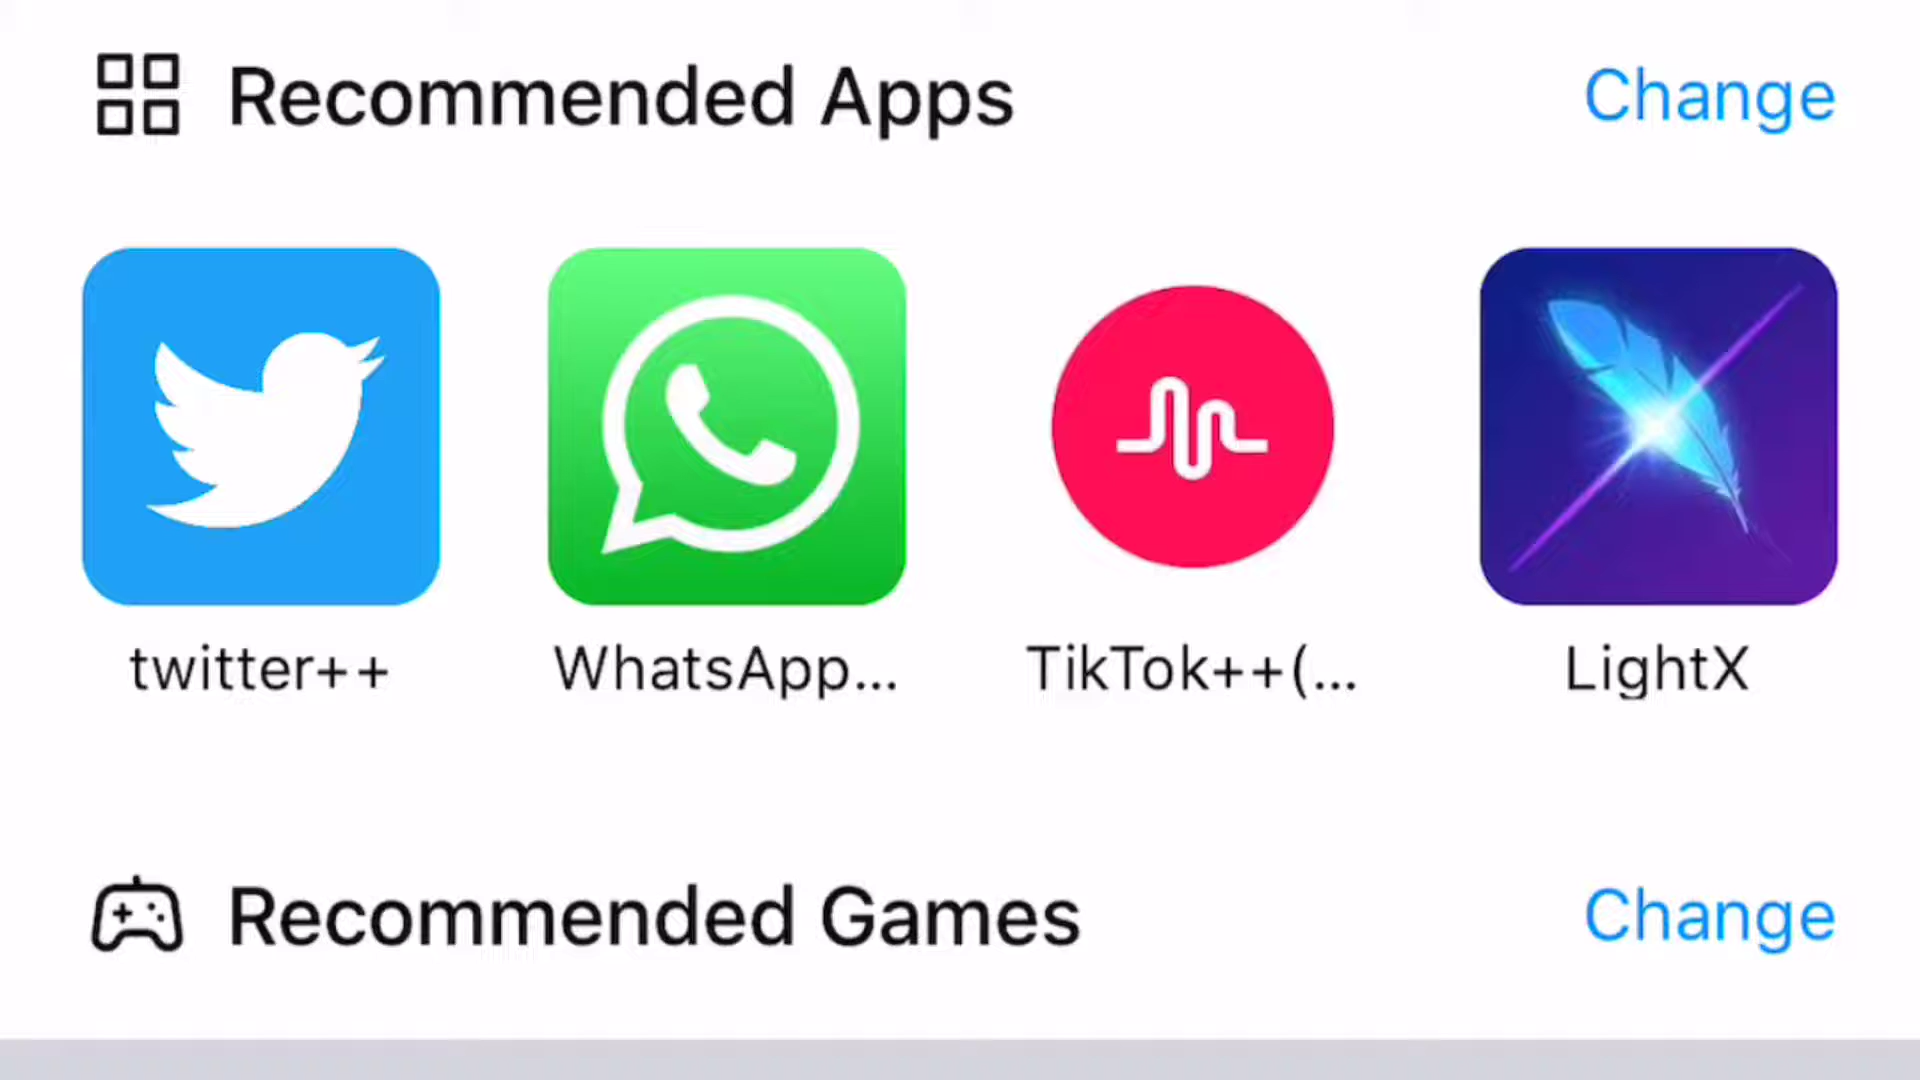 Recommended Apps
Change
twitter++
WhatsApp...
TikTok++(...
LightX
Recommended Games
Change